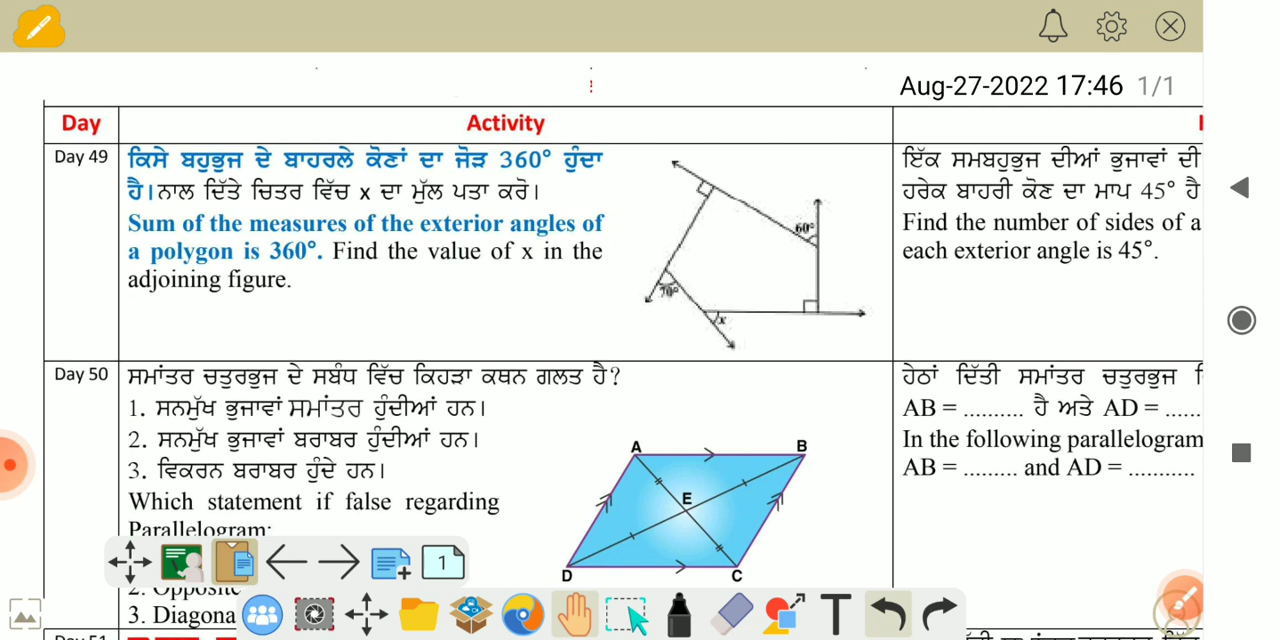 Aug-27-2022 17:46 1/1
Day
Activity
Day 49
ਕਿਸੇ ਬਹੁਭੁਜ ਦੇ ਬਾਹਰਲੇ ਕੋਣਾਂ ਦਾ ਜੋੜ 360° ਹੁੰਦਾ
ਹੈ। ਨਾਲ ਦਿੱਤੇ ਚਿਤਰ ਵਿੱਚ x ਦਾ ਮੁੱਲ ਪਤਾ ਕਰੋ।
Sum of the measures of the exterior angles of
a polygon is 360°. Find the value of x in the
adjoining figure.
60°
70°
x
ਇੱਕ ਸਮਬਹੁਭੁਜ ਦੀਆਂ ਭੁਜਾਵਾਂ ਦੀ
ਹਰੇਕ ਬਾਹਰੀ ਕੋਣ ਦਾ ਮਾਪ 45° ਹੈ
Find the number of sides of a
each exterior angle is 45°.
Day 50
ਸਮਾਂਤਰ ਚਤੁਰਭੁਜ ਦੇ ਸਬੰਧ ਵਿੱਚ ਕਿਹੜਾ ਕਥਨ ਗਲਤ ਹੈ?
1. ਸਨਮੁੱਖ ਭੁਜਾਵਾਂ ਸਮਾਂਤਰ ਹੁੰਦੀਆਂ ਹਨ।
2. ਸਨਮੁੱਖ ਭੁਜਾਵਾਂ ਬਰਾਬਰ ਹੁੰਦੀਆਂ ਹਨ।
3. ਵਿਕਰਨ ਬਰਾਬਰ ਹੁੰਦੇ ਹਨ।
Which statement if false regarding
Parallelogram:
2. Opposite
3. Diagona
A
B
E
D
C
ਹੇਠਾਂ ਦਿੱਤੀ ਸਮਾਂਤਰ ਚਤੁਰਭੁਜ
AB = .......... ਹੈ ਅਤੇ AD = ......
In the following parallelogram
AB = ......... and AD = ...........
1
T